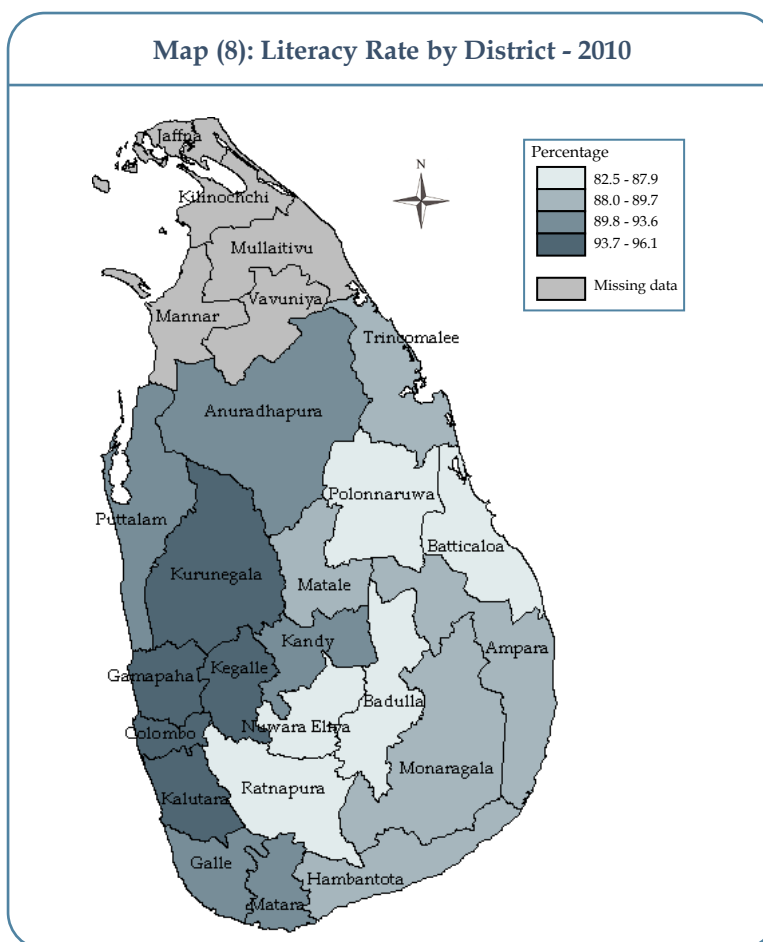 Map (8): Literacy Rate by District - 2010
Jaffna
Percentage
N
82.5 - 87.9
88.0 - 89.7
Kilinochchi
89.8 - 93.6
93.7 - 96.1
Mullaitivu
Missing data
Vavuniya
Mannar
Trincomalee
Anuradhapura
Polonnaruwa
Puttalam
Batticaloa
Kurunegala
Matale
Kandy
Ampara
Kegalle
Gamapaha
Badulla
Nuwara Eliya
Colombo
Monaragala
Ratnapura
Kalutara
Galle
Hambantota
Matara